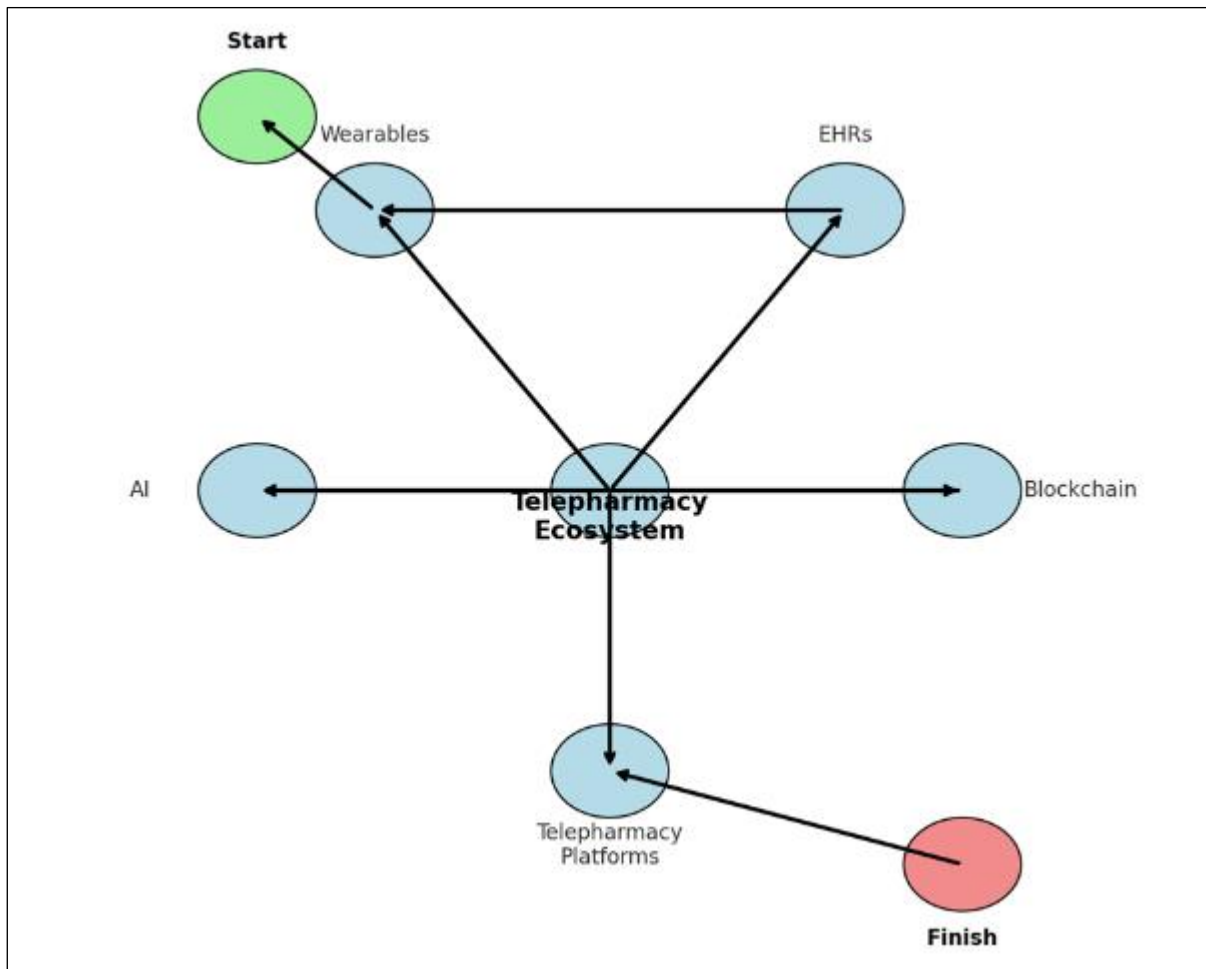 Start
Wearables
EHRs
AI
Telepharmacy
Ecosystem
Blockchain
Telepharmacy
Platforms
Finish